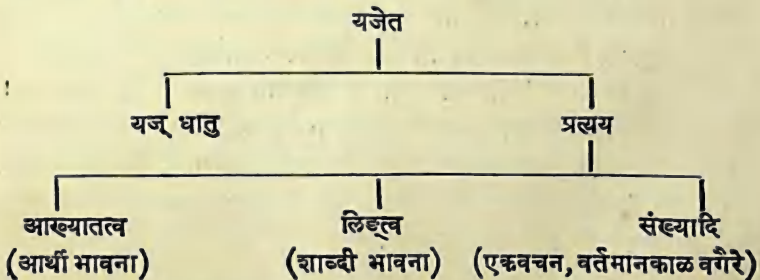 यजेत
यज् धातु प्रत्यय
आख्यातत्व लिङ्त्व संख्यादि
(आर्थी भावना) (शाब्दी भावना) (एकवचन, वर्तमानकाळ वगैरे)